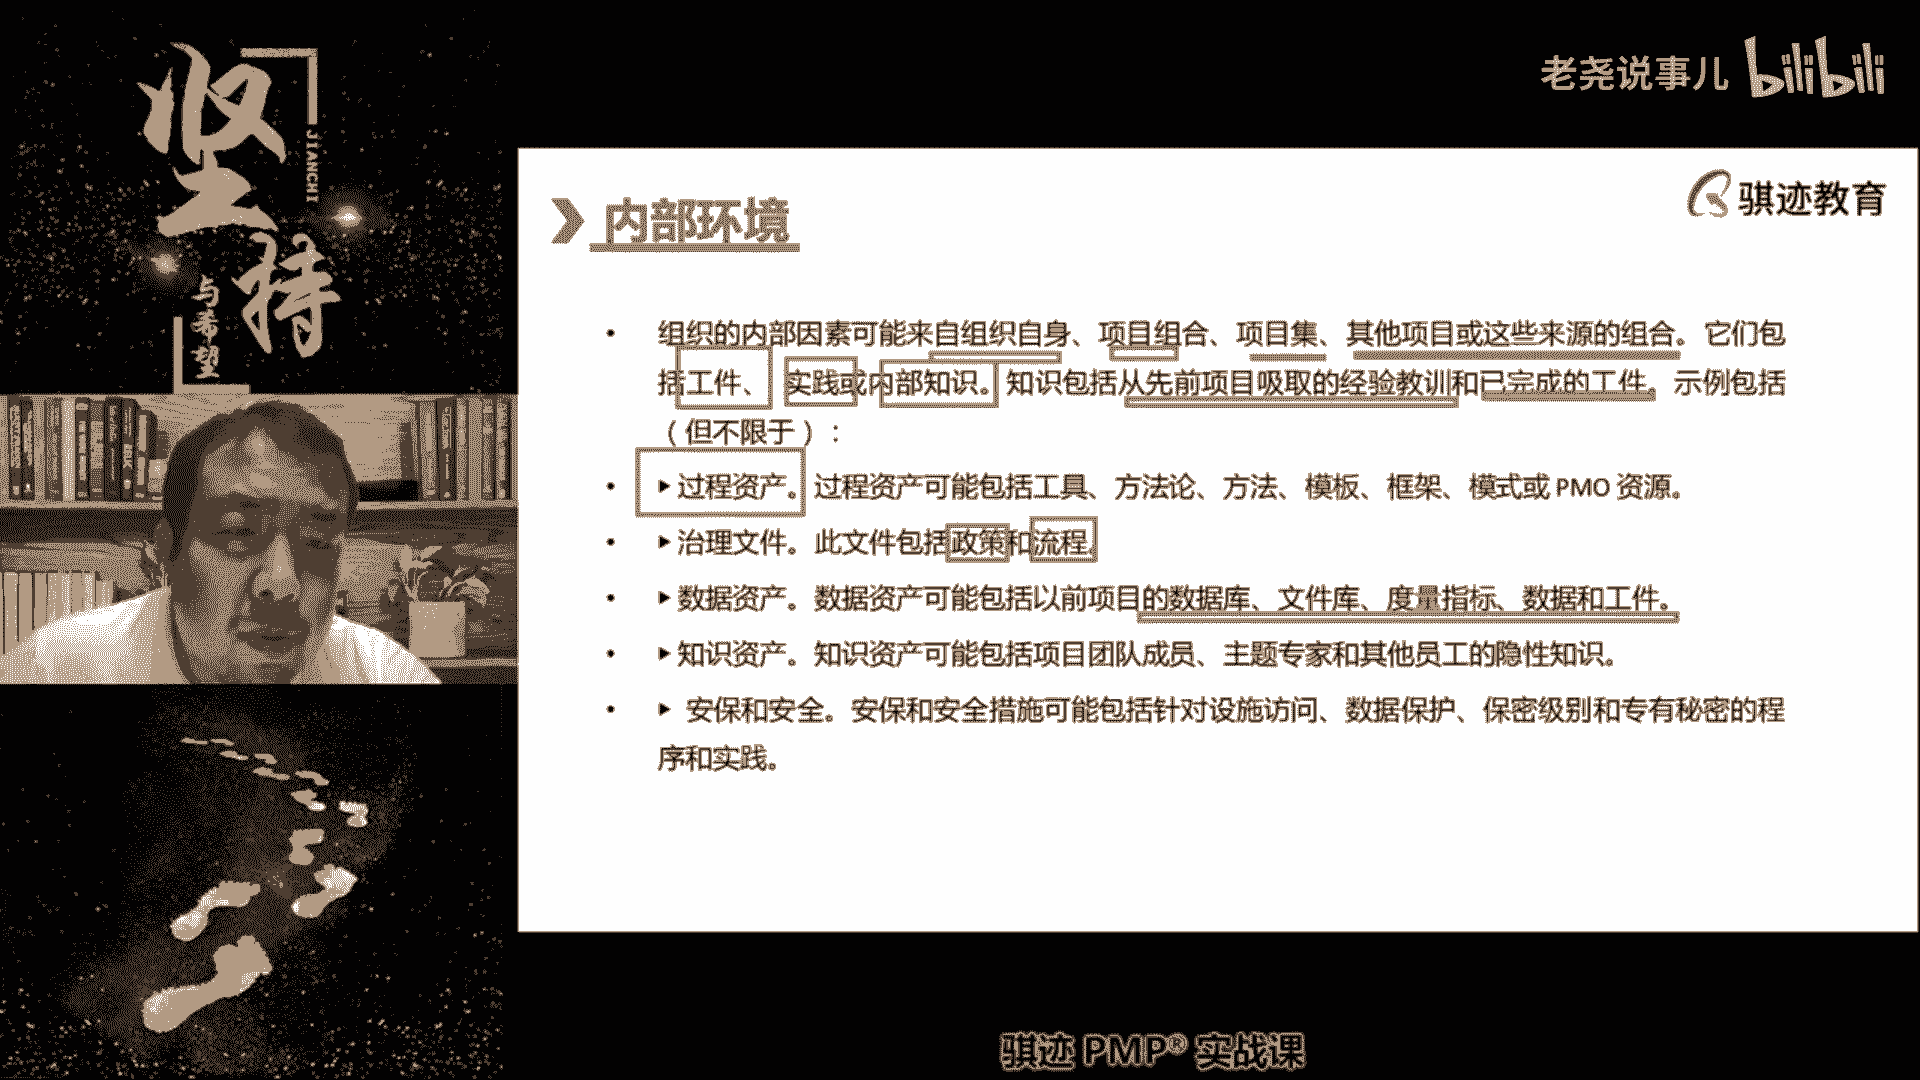 坚持
JIANCHI
与希望
老尧说事儿 bilibili
骐迹教育
内部环境
• 组织的内部因素可能来自组织自身、项目组合、项目集、其他项目或这些来源的组合。它们包
括工件、实践或内部知识。知识包括从先前项目吸取的经验教训和已完成的工件。示例包括
（但不限于）：
• ▶过程资产。过程资产可能包括工具、方法论、方法、模板、框架、模式或 PMO 资源。
• ▶治理文件。此文件包括政策和流程。
• ▶数据资产。数据资产可能包括以前项目的数据库、文件库、度量指标、数据和工件。
• ▶知识资产。知识资产可能包括项目团队成员、主题专家和其他员工的隐性知识。
• ▶ 安保和安全。安保和安全措施可能包括针对设施访问、数据保护、保密级别和专有秘密的程
序和实践。
骐迹 PMP® 实战课